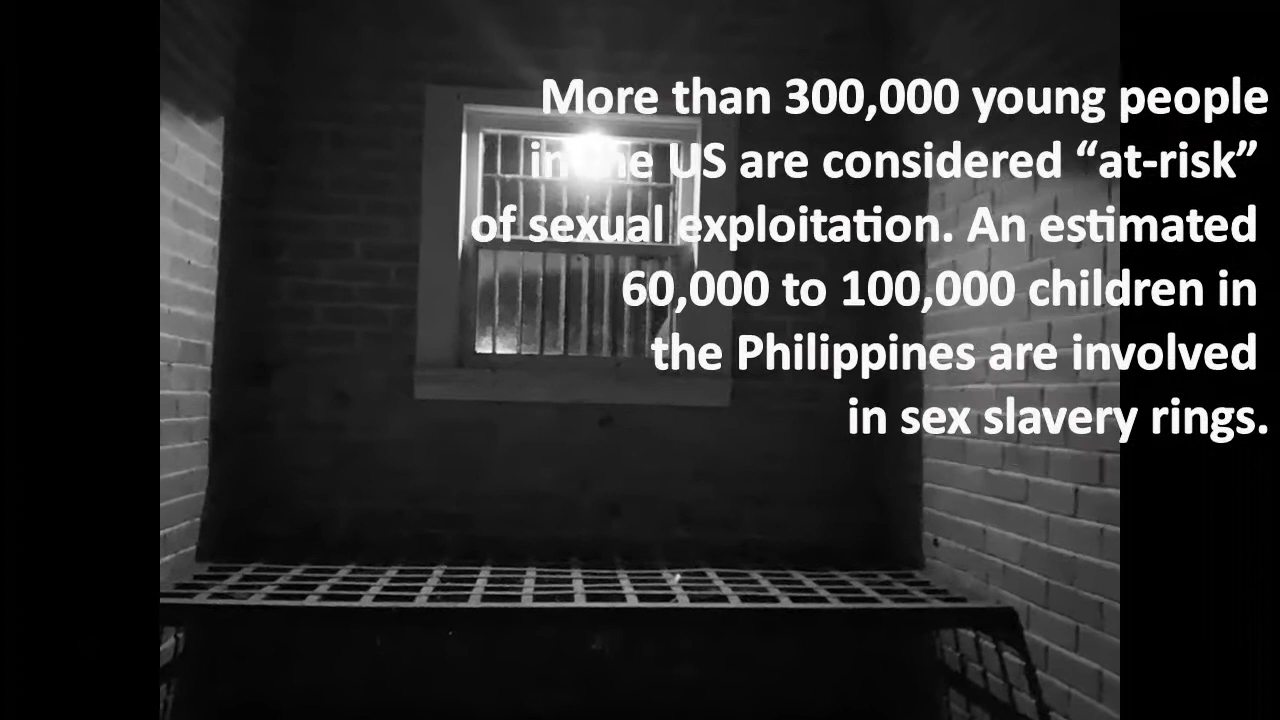 More than 300,000 young people
in the US are considered “at-risk”
of sexual exploitation. An estimated
60,000 to 100,000 children in
the Philippines are involved
in sex slavery rings.